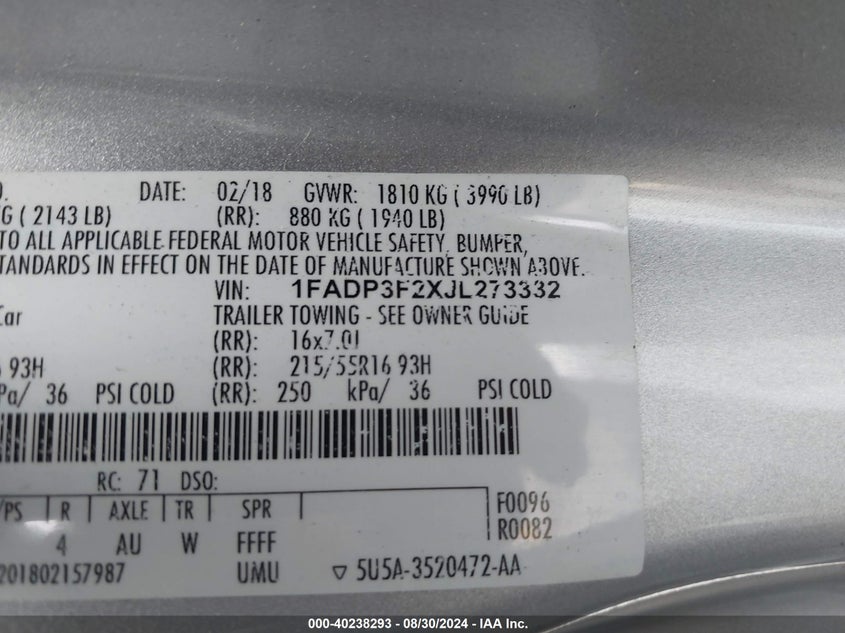 O. DATE: 02/18 GVWR: 1810 KG ( 3990 LB)
G ( 2143 LB) (RR): 880 KG ( 1940 LB)
TO ALL APPLICABLE FEDERAL MOTOR VEHICLE SAFETY, BUMPER,
STANDARDS IN EFFECT ON THE DATE OF MANUFACTURE SHOWN ABOVE.
VIN: 1FADP3F2XJL273332
Car TRAILER TOWING - SEE OWNER GUIDE
(RR): 16x7.0J
93H (RR): 215/55R16 93H
Pa/ 36 PSI COLD (RR): 250 kPa/ 36 PSI COLD
RC: 71 DSO:
/PS R AXLE TR SPR F0096
4 AU W FFFF R0082
201802157987 UMU ▽ 5U5A-3520472-AA
000-40238293 - 08/30/2024 - IAA Inc.